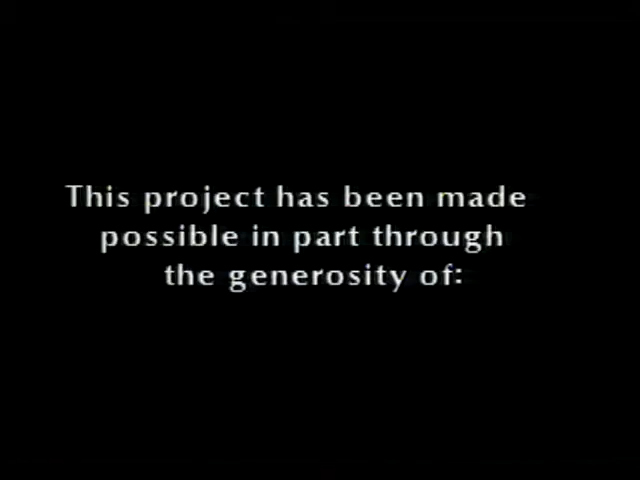 This project has been made
possible in part through
the generosity of: